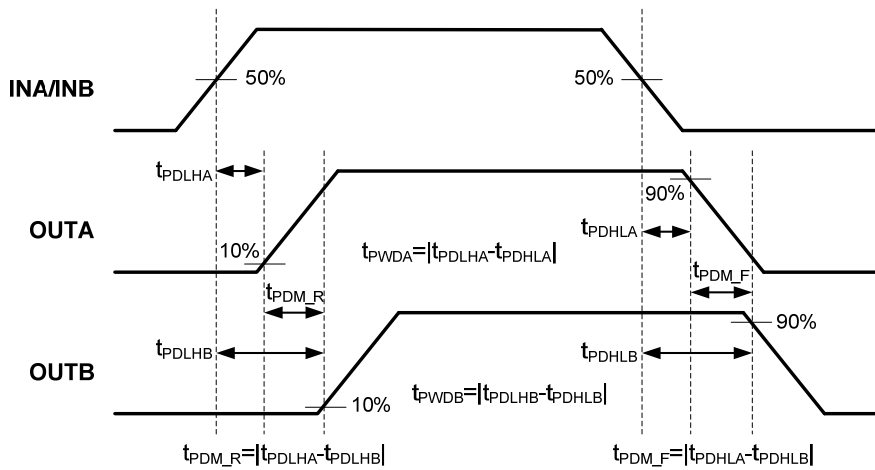 INA/INB
50%
50%
tPDLHA
OUTA
10%
tPWDA=|tPDLHA-tPDHLA|
tPDHLA
90%
tPDM_R
tPDM_F
OUTB
tPDLHB
10%
tPWDB=|tPDLHB-tPDHLB|
tPDHLB
90%
tPDM_R=|tPDLHA-tPDLHB|
tPDM_F=|tPDHLA-tPDHLB|